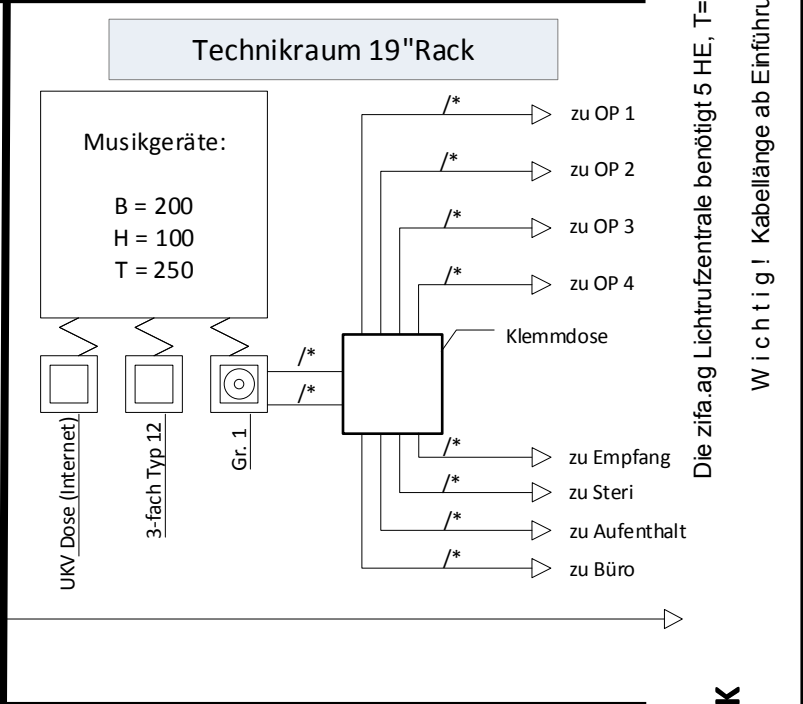 Technikraum 19"Rack
Musikgeräte:
B = 200
H = 100
T = 250
/*
zu OP 1
/*
zu OP 2
/*
zu OP 3
/*
zu OP 4
Klemmdose
/*
/*
/*
zu Empfang
/*
zu Steri
/*
zu Aufenthalt
/*
zu Büro
UKV Dose (Internet)
3-fach Typ 12
Gr. 1
Die zifa.ag Lichtrufzentrale benötigt 5 HE, T=
Wichtig! Kabellänge ab Einführu
K